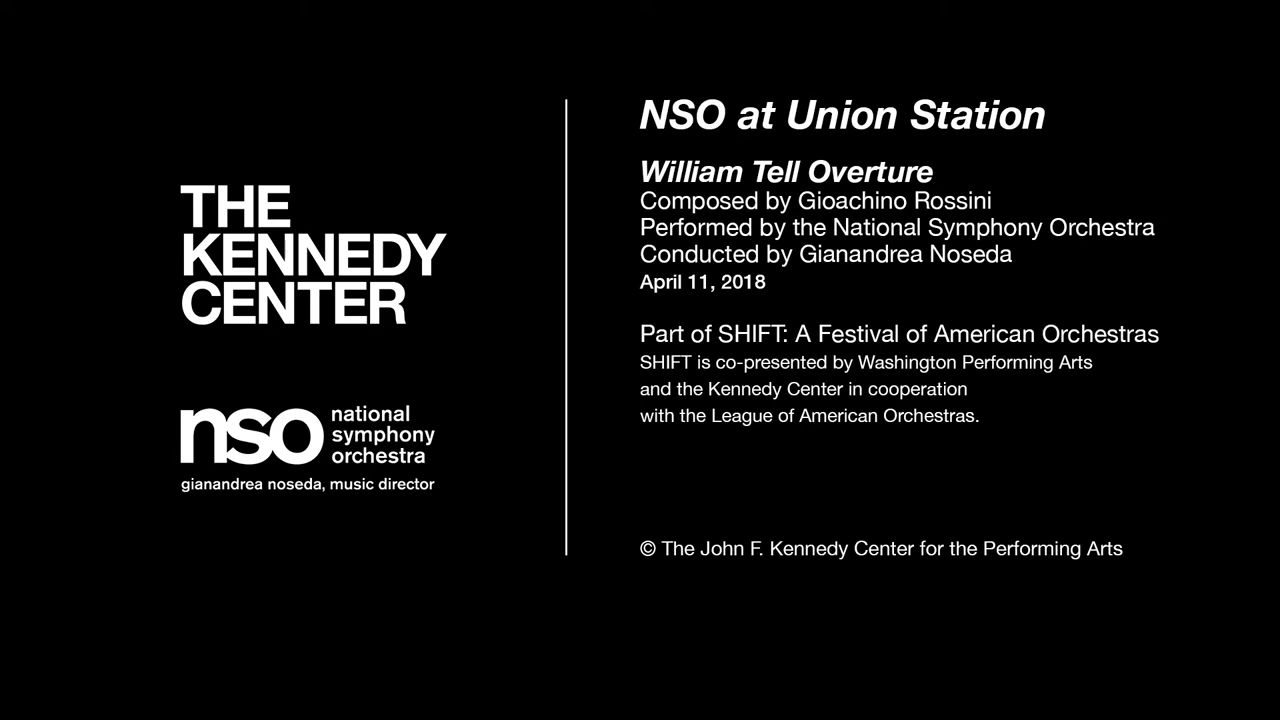 THE
KENNEDY
CENTER
nso
national
symphony
orchestra
gianandrea noseda, music director
NSO at Union Station
William Tell Overture
Composed by Gioachino Rossini
Performed by the National Symphony Orchestra
Conducted by Gianandrea Noseda
April 11, 2018
Part of SHIFT: A Festival of American Orchestras
SHIFT is co-presented by Washington Performing Arts
and the Kennedy Center in cooperation
with the League of American Orchestras.
© The John F. Kennedy Center for the Performing Arts